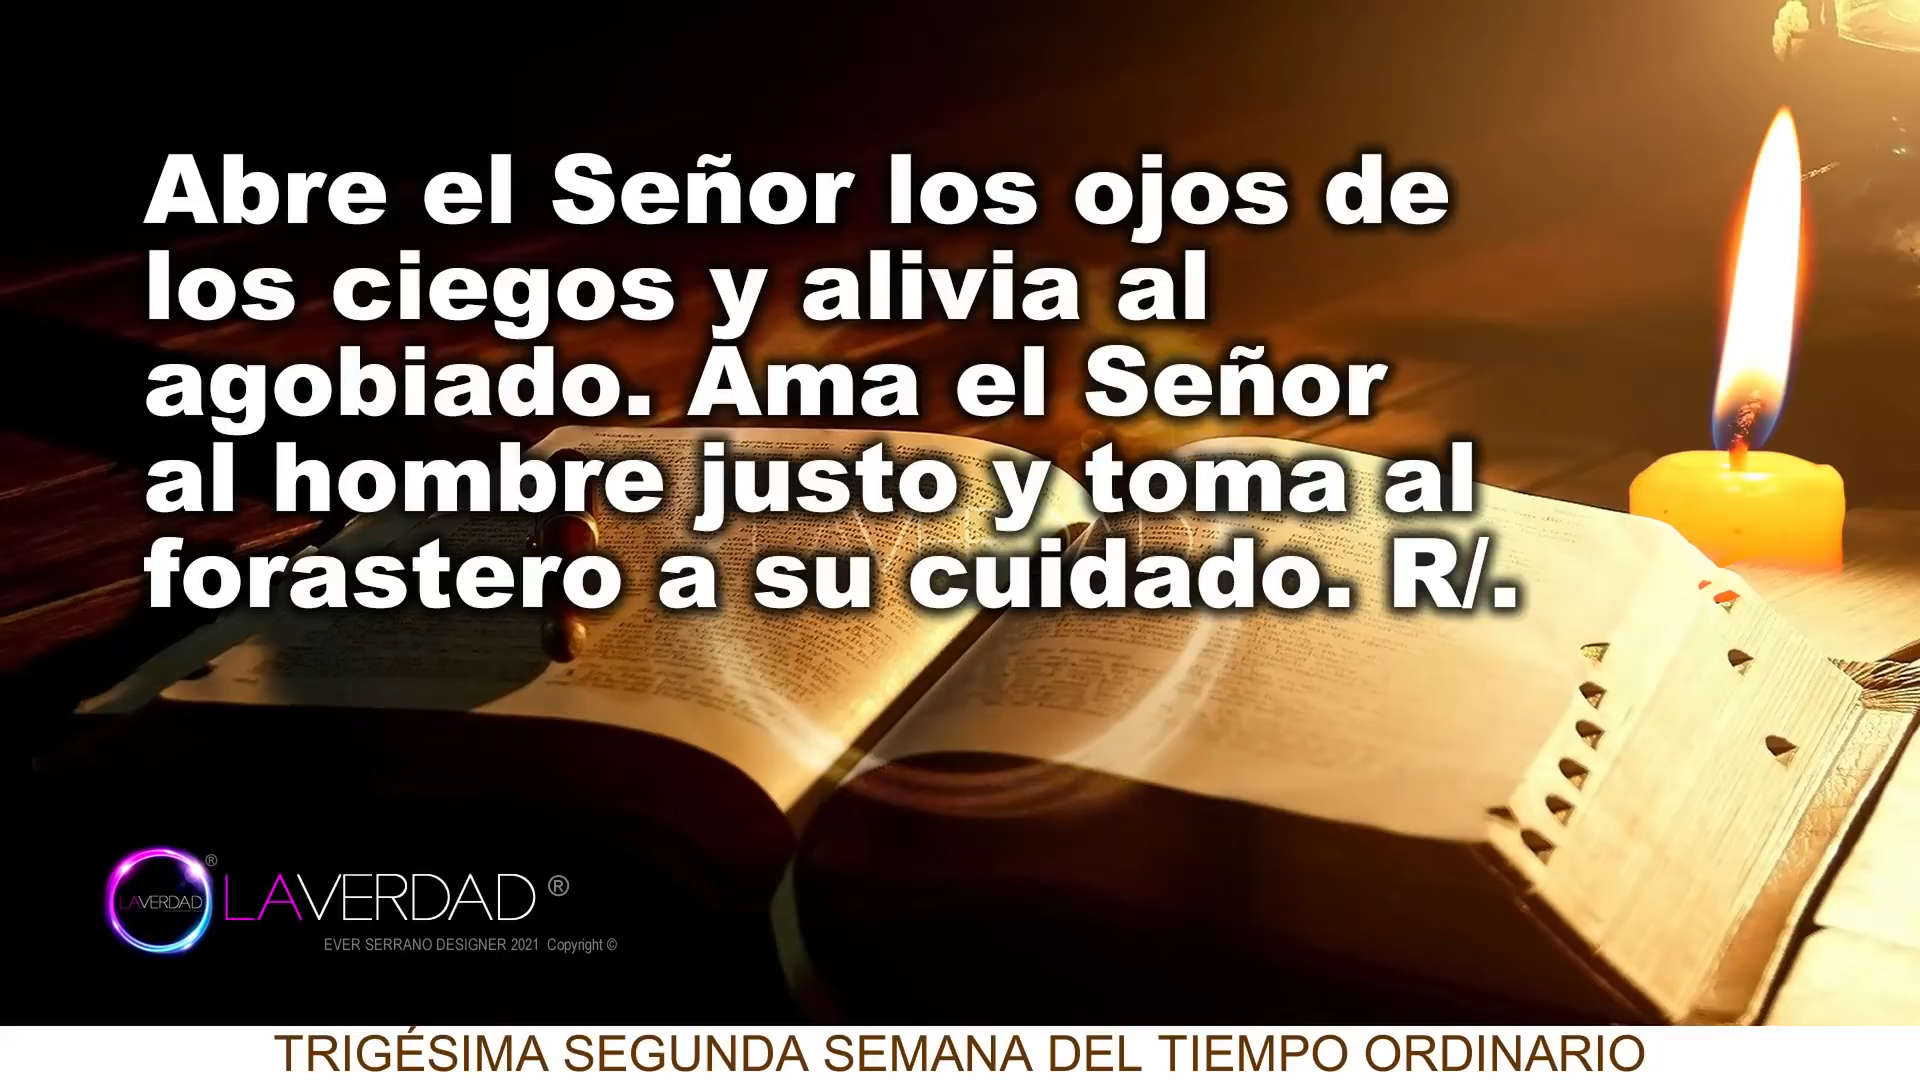 Abre el Señor los ojos de
los ciegos y alivia al
agobiado. Ama el Señor
al hombre justo y toma al
forastero a su cuidado. R/.
LAVERDAD ®
LAVERDAD ®
EVER SERRANO DESIGNER 2021 Copyright ©
TRIGÉSIMA SEGUNDA SEMANA DEL TIEMPO ORDINARIO